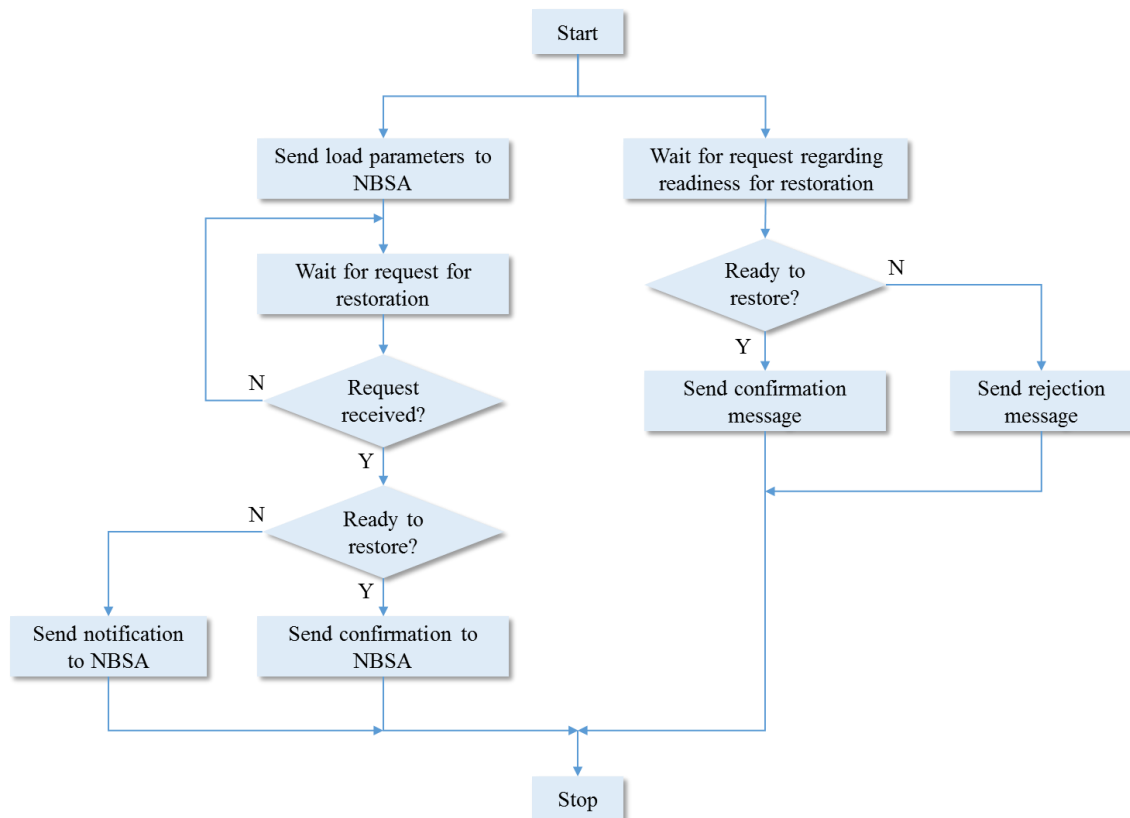 Start
Send load parameters to
NBSA
Wait for request regarding
readiness for restoration
Wait for request for
restoration
Ready to
restore?
N
Y
Request
received?
N
Y
Send confirmation
message
Send rejection
message
Ready to
restore?
N
Y
Send notification
to NBSA
Send confirmation to
NBSA
Stop